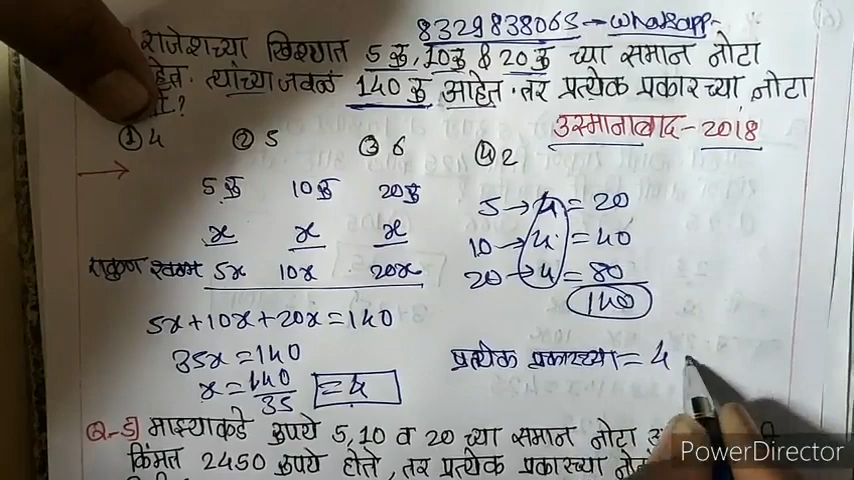 8329838065 → Whatsapp-
राजेशच्या खिशात 5 रू, 10 रू & 20 रू च्या समान नोटा
आहेत. त्यांच्या जवळ 140 रू आहेत. तर प्रत्येक प्रकारच्या नोटा
उस्मानाबाद - 2018
① 4 ② 5 ③ 6 ④ 2
5 रू 10 रू 20 रू
x x x
एकुण रक्कम 5x 10x 20x
5x + 10x + 20x = 140
35x = 140
x = 140/35 = 4
5 → 4 = 20
10 → 4 = 40
20 → 4 = 80
140
प्रत्येक प्रकारच्या = 4
Q-5) माझ्याकडे रुपये 5, 10 व 20 च्या समान नोटा
किंमत 2450 रुपये होते, तर प्रत्येक प्रकारच्या
PowerDirector